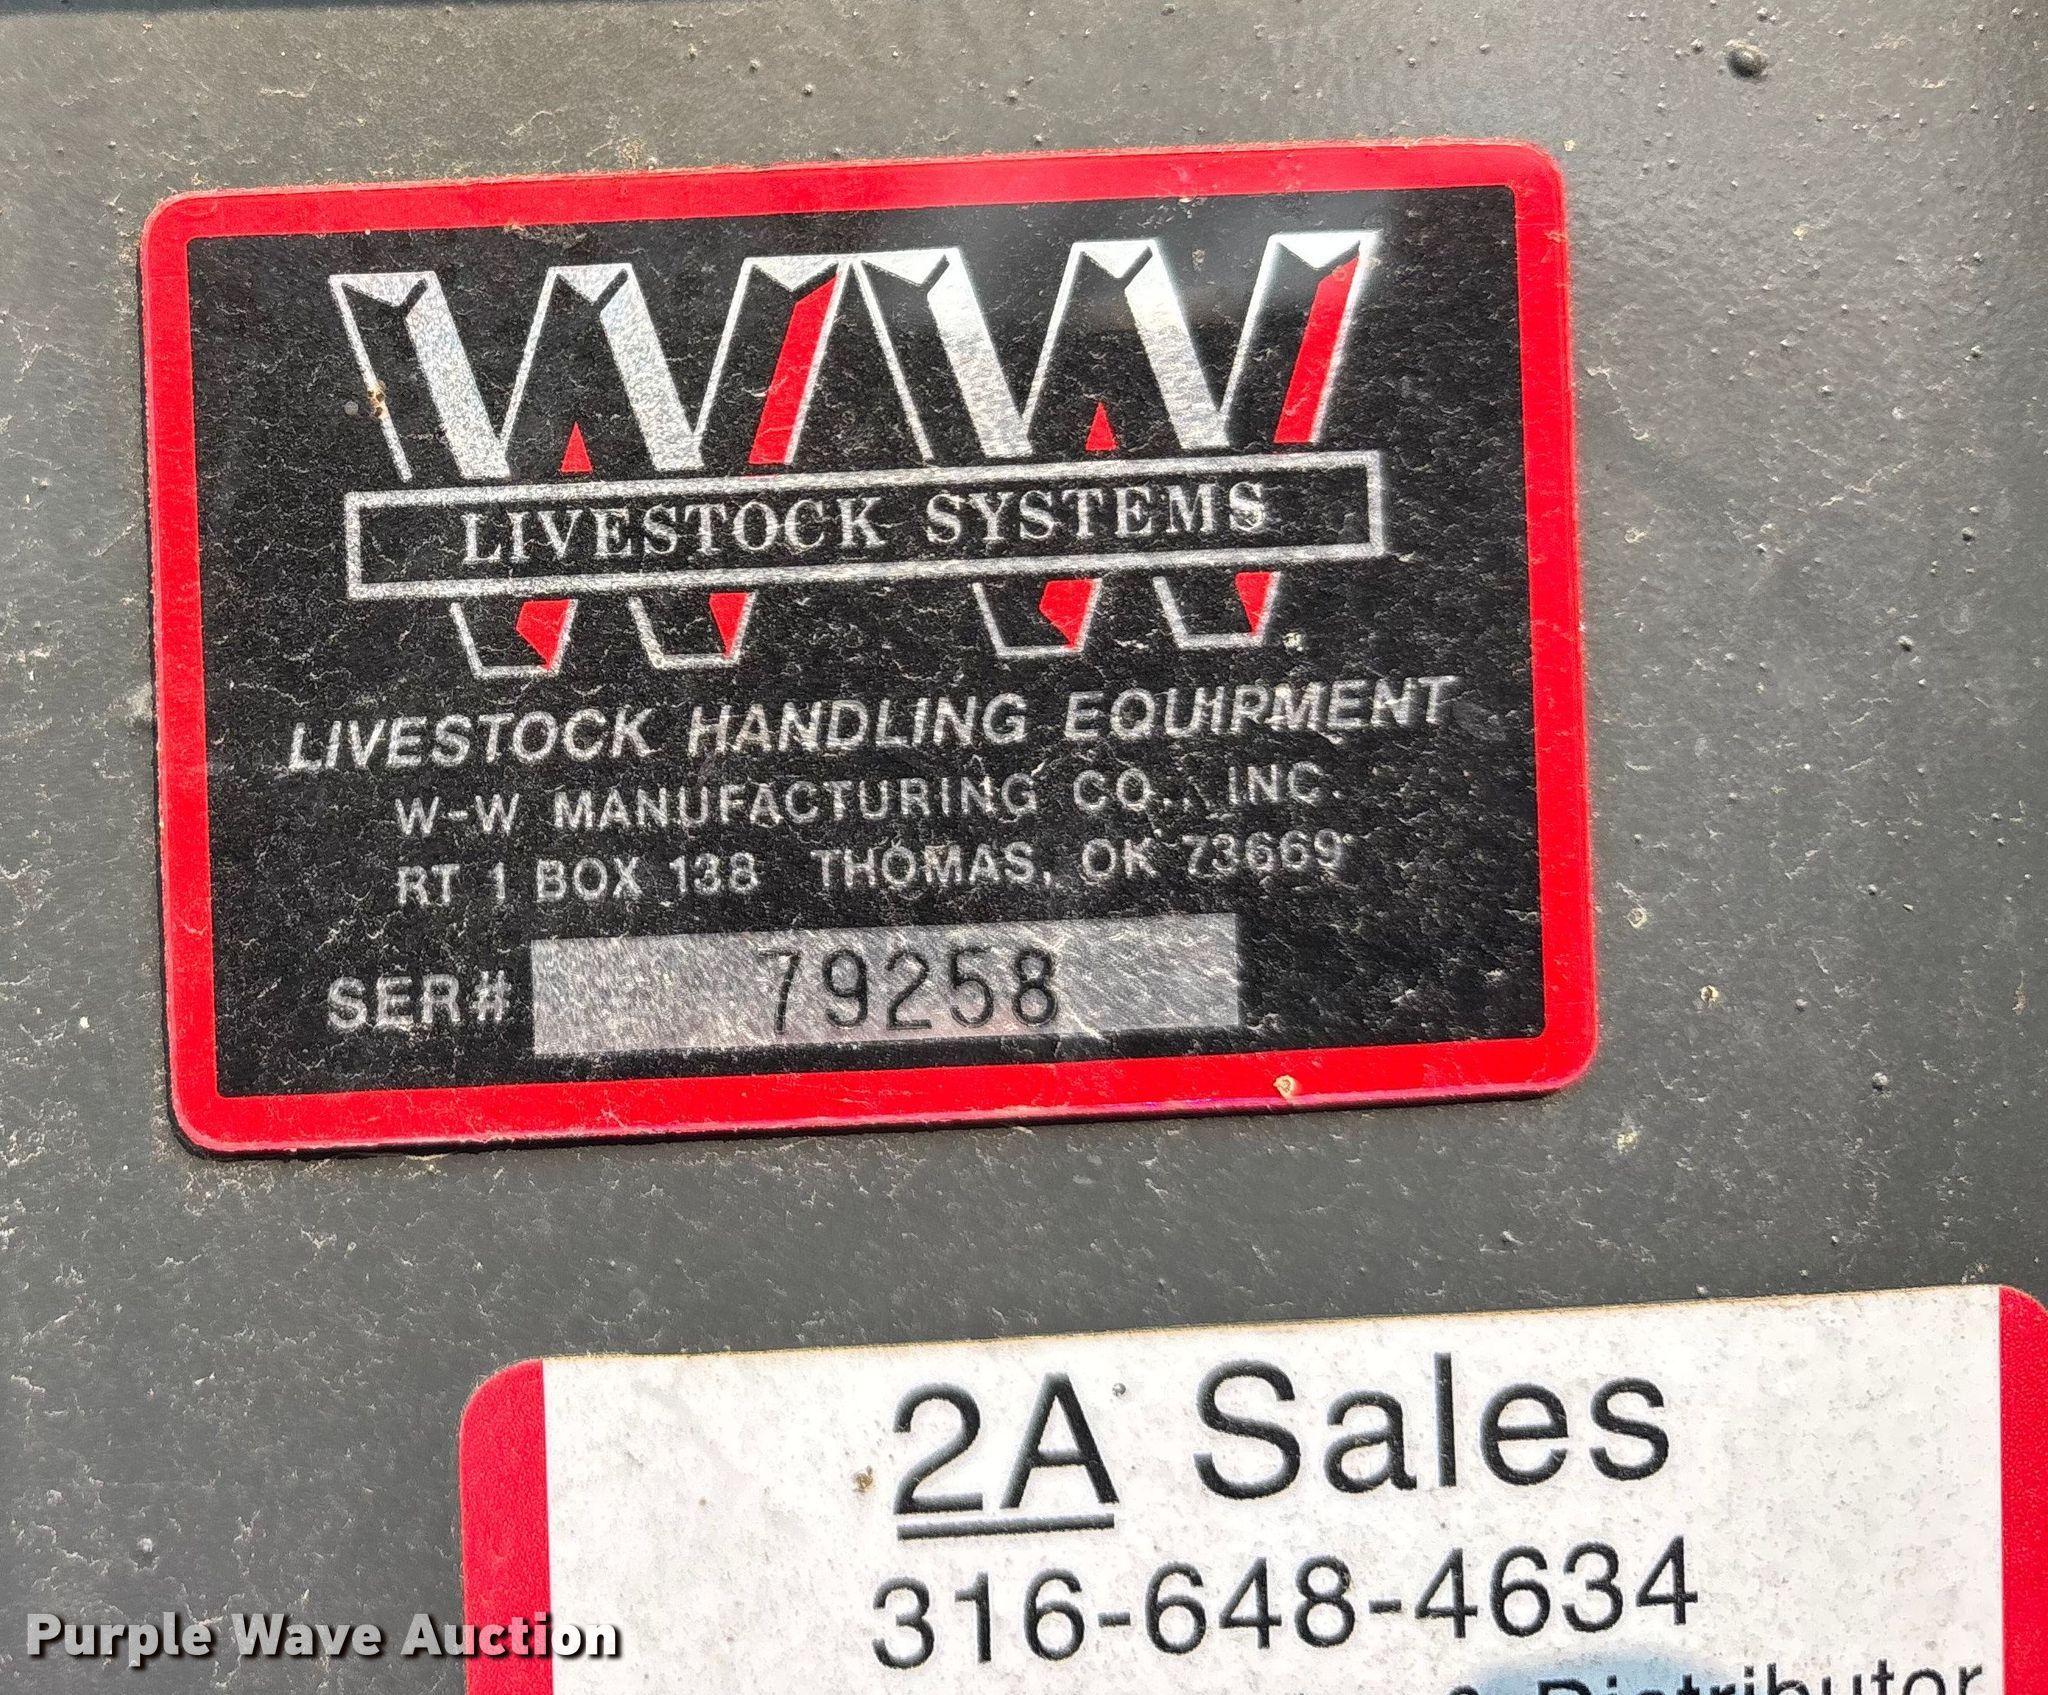 WW
LIVESTOCK SYSTEMS
LIVESTOCK HANDLING EQUIPMENT
W-W MANUFACTURING CO., INC.
RT 1 BOX 138 THOMAS, OK 73669
SER# 79258
2A Sales
316-648-4634
& Distributor
Purple Wave Auction